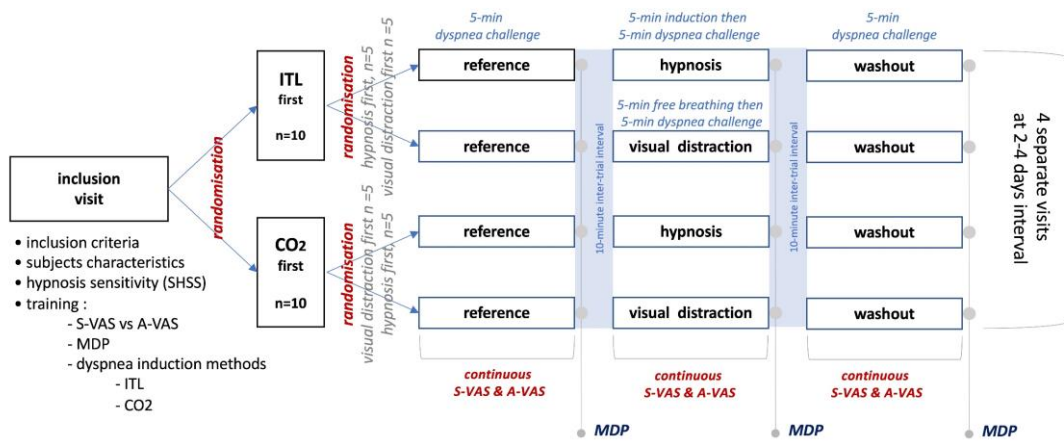 inclusion
visit
• inclusion criteria
• subjects characteristics
• hypnosis sensitivity (SHSS)
• training :
- S-VAS vs A-VAS
- MDP
- dyspnea induction methods
- ITL
- CO2
randomisation
ITL
first
n=10
CO2
first
n=10
randomisation
hypnosis first, n=5
visual distraction first n =5
randomisation
visual distraction first n =5
hypnosis first, n=5
5-min
dyspnea challenge
5-min induction then
5-min dyspnea challenge
5-min
dyspnea challenge
reference
hypnosis
washout
5-min free breathing then
5-min dyspnea challenge
reference
visual distraction
washout
reference
hypnosis
washout
reference
visual distraction
washout
10-minute inter-trial interval
10-minute inter-trial interval
4 separate visits
at 2-4 days interval
continuous
S-VAS & A-VAS
continuous
S-VAS & A-VAS
continuous
S-VAS & A-VAS
MDP
MDP
MDP